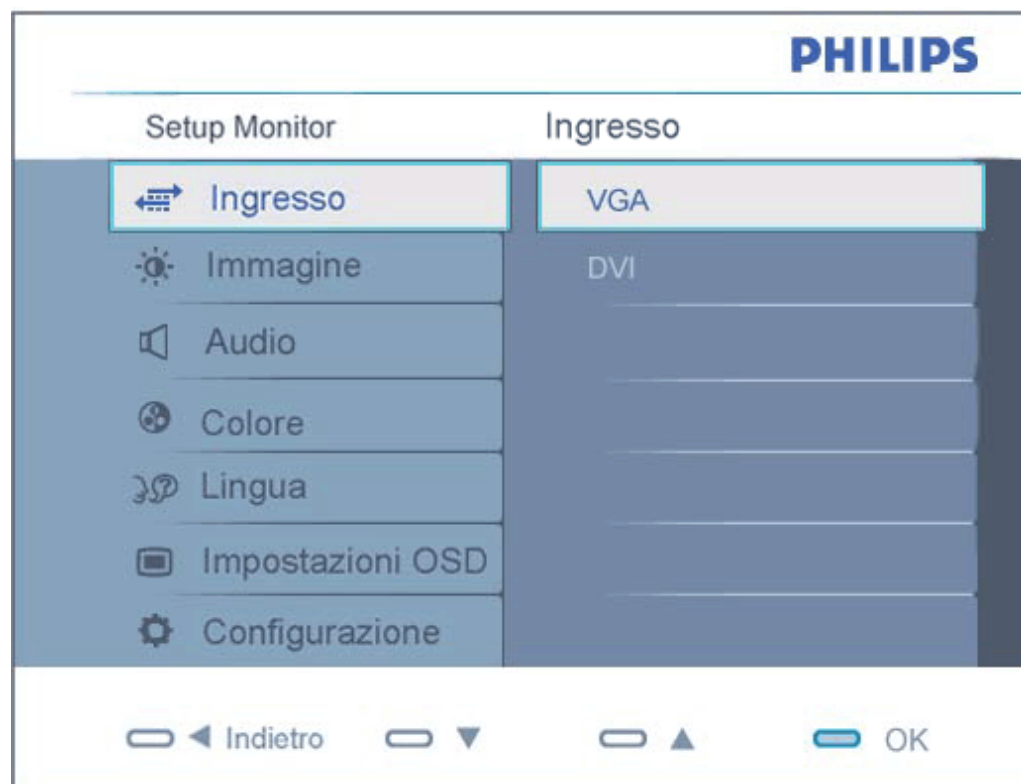 PHILIPS
Setup Monitor
Ingresso
Ingresso
VGA
Immagine
DVI
Audio
Colore
Lingua
Impostazioni OSD
Configurazione
Indietro
OK